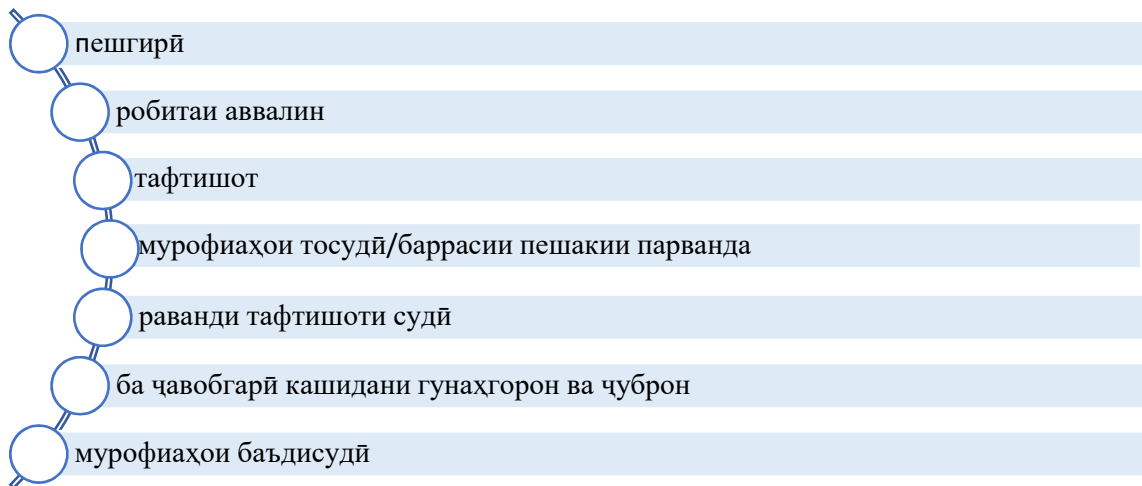 пешгирӣ
робитаи аввалин
тафтишот
мурофиаҳои тосудӣ/баррасии пешакии парванда
раванди тафтишоти судӣ
ба ҷавобгарӣ кашидани гунаҳгорон ва ҷуброн
мурофиаҳои баъдисудӣ